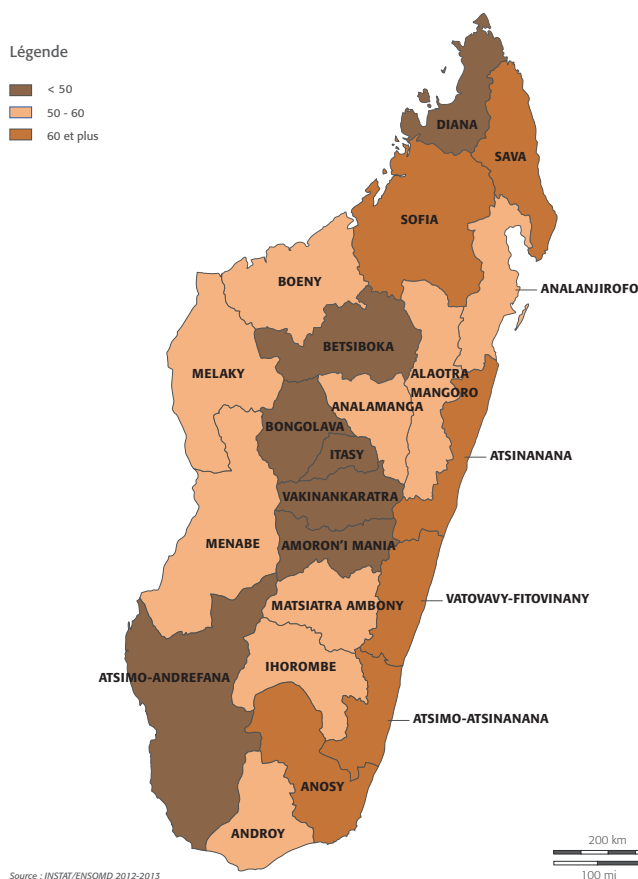 Légende
< 50
50 - 60
60 et plus
DIANA
SAVA
SOFIA
BOENY
ANALANJIROFO
BETSIBOKA
MELAKY
ALAOTRA
MANGORO
ANALAMANGA
BONGOLAVA
ITASY
ATSINANANA
VAKINANKARATRA
MENABE
AMORON'I MANIA
MATSIATRA AMBONY
VATOVAVY-FITOVINANY
IHOROMBE
ATSIMO-ANDREFANA
ATSIMO-ATSINANANA
ANOSY
ANDROY
200 km
100 mi
Source : INSTAT/ENSOMD 2012-2013